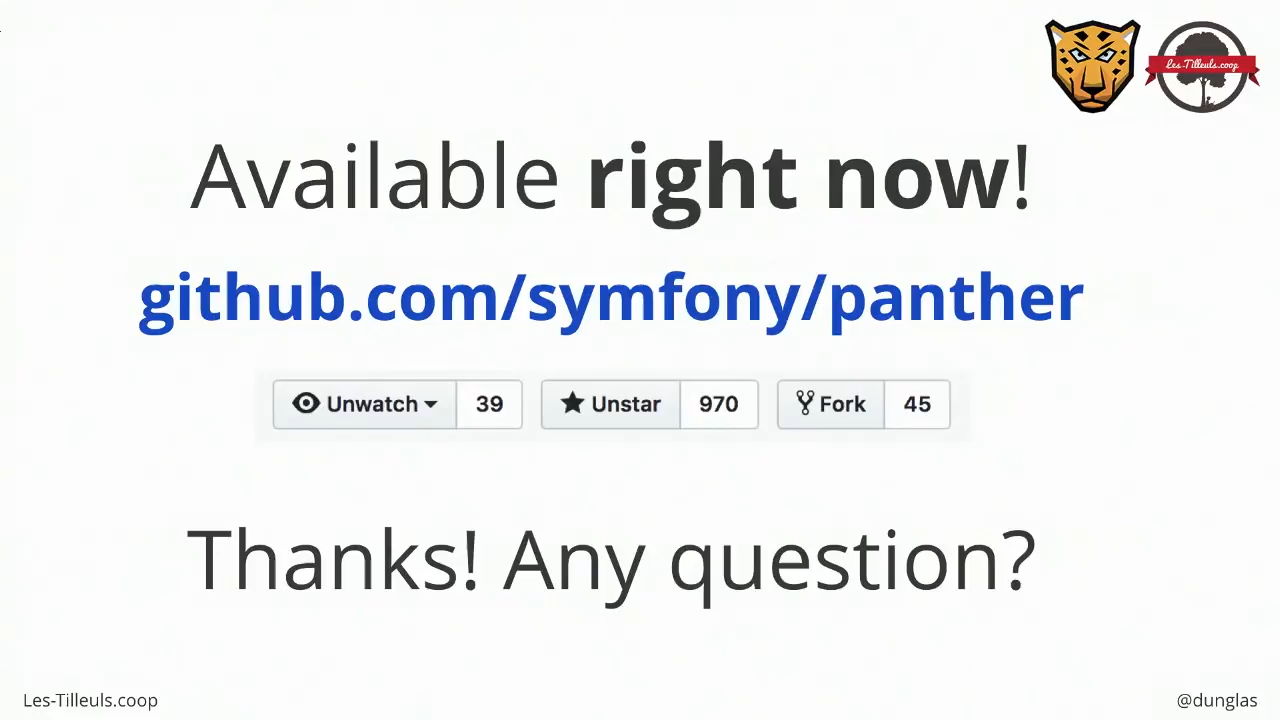 Les-Tilleuls.coop
Available right now!
github.com/symfony/panther
Unwatch 39 Unstar 970 Fork 45
Thanks! Any question?
Les-Tilleuls.coop @dunglas